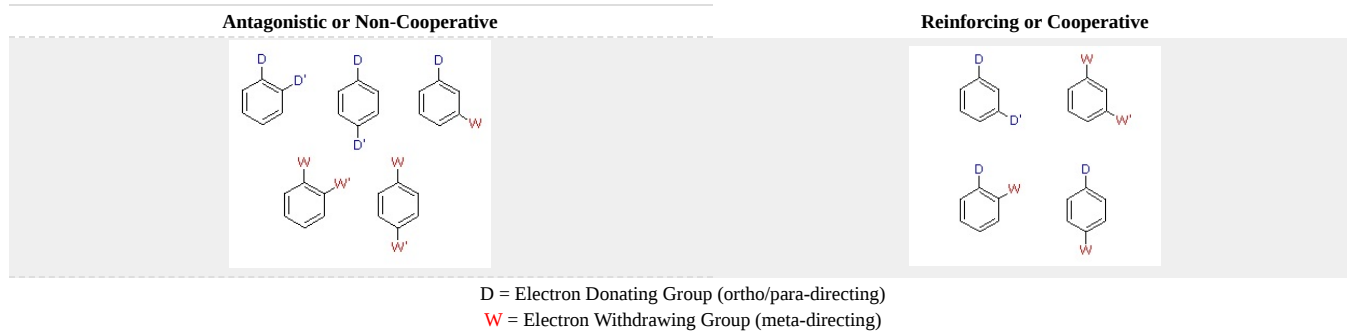 Antagonistic or Non-Cooperative
Reinforcing or Cooperative
D
D'
D
D'
D
W
W
W'
W
W'
D
D'
W
W'
D
W
D
W
D = Electron Donating Group (ortho/para-directing)
W = Electron Withdrawing Group (meta-directing)